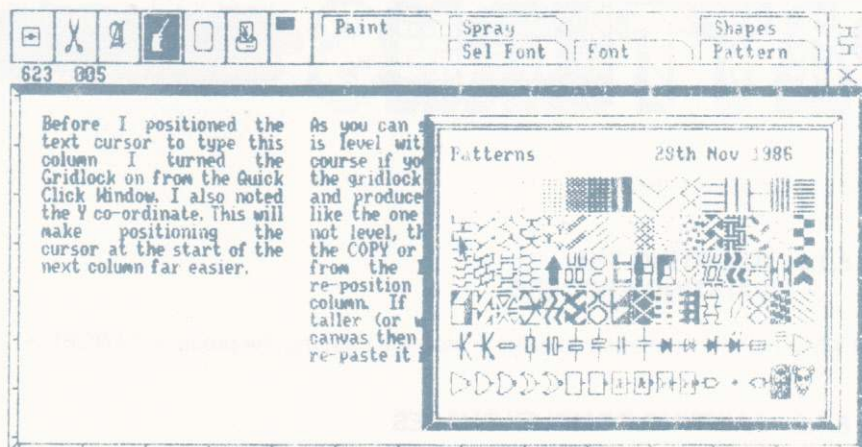 Paint
Spray
Shapes
Sel Font
Font
Pattern
623 005
Before I positioned the
text cursor to type this
column I turned the
Gridlock on from the Quick
Click Window. I also noted
the Y co-ordinate. This will
make positioning the
cursor at the start of the
next column far easier.
As you can
is level wit
course if you
the gridlock
and produce
like the one
not level, th
the COPY or
from the
re-position
column. If
taller (or
canvas then
re-paste it
Patterns 28th Nov 1986